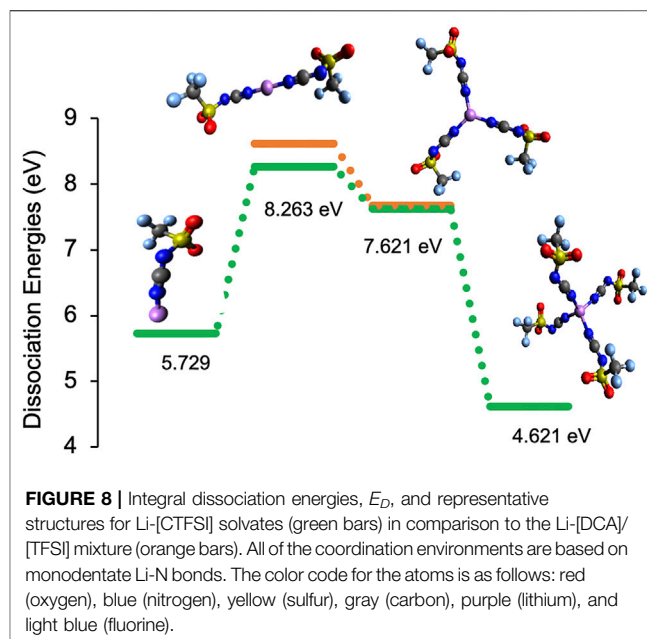 9
8
7
6
5
4
Dissociation Energies (eV)
8.263 eV
7.621 eV
5.729
4.621 eV
FIGURE 8 | Integral dissociation energies, E_D, and representative
structures for Li-[CTFSI] solvates (green bars) in comparison to the Li-[DCA]/
[TFSI] mixture (orange bars). All of the coordination environments are based on
monodentate Li-N bonds. The color code for the atoms is as follows: red
(oxygen), blue (nitrogen), yellow (sulfur), gray (carbon), purple (lithium), and
light blue (fluorine).